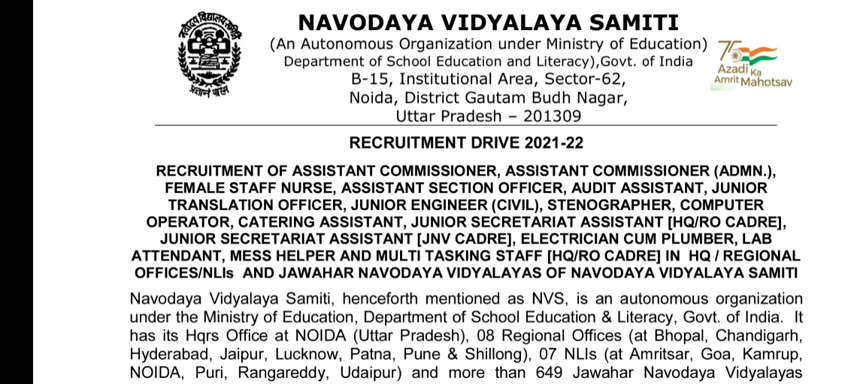 NAVODAYA VIDYALAYA SAMITI
(An Autonomous Organization under Ministry of Education)
Department of School Education and Literacy),Govt. of India
B-15, Institutional Area, Sector-62,
Noida, District Gautam Budh Nagar,
Uttar Pradesh – 201309
75
Azadi Ka
Amrit Mahotsav
RECRUITMENT DRIVE 2021-22
RECRUITMENT OF ASSISTANT COMMISSIONER, ASSISTANT COMMISSIONER (ADMN.),
FEMALE STAFF NURSE, ASSISTANT SECTION OFFICER, AUDIT ASSISTANT, JUNIOR
TRANSLATION OFFICER, JUNIOR ENGINEER (CIVIL), STENOGRAPHER, COMPUTER
OPERATOR, CATERING ASSISTANT, JUNIOR SECRETARIAT ASSISTANT [HQ/RO CADRE],
JUNIOR SECRETARIAT ASSISTANT [JNV CADRE], ELECTRICIAN CUM PLUMBER, LAB
ATTENDANT, MESS HELPER AND MULTI TASKING STAFF [HQ/RO CADRE] IN HQ / REGIONAL
OFFICES/NLIs AND JAWAHAR NAVODAYA VIDYALAYAS OF NAVODAYA VIDYALAYA SAMITI
Navodaya Vidyalaya Samiti, henceforth mentioned as NVS, is an autonomous organization
under the Ministry of Education, Department of School Education & Literacy, Govt. of India. It
has its Hqrs Office at NOIDA (Uttar Pradesh), 08 Regional Offices (at Bhopal, Chandigarh,
Hyderabad, Jaipur, Lucknow, Patna, Pune & Shillong), 07 NLIs (at Amritsar, Goa, Kamrup,
NOIDA, Puri, Rangareddy, Udaipur) and more than 649 Jawahar Navodaya Vidyalayas